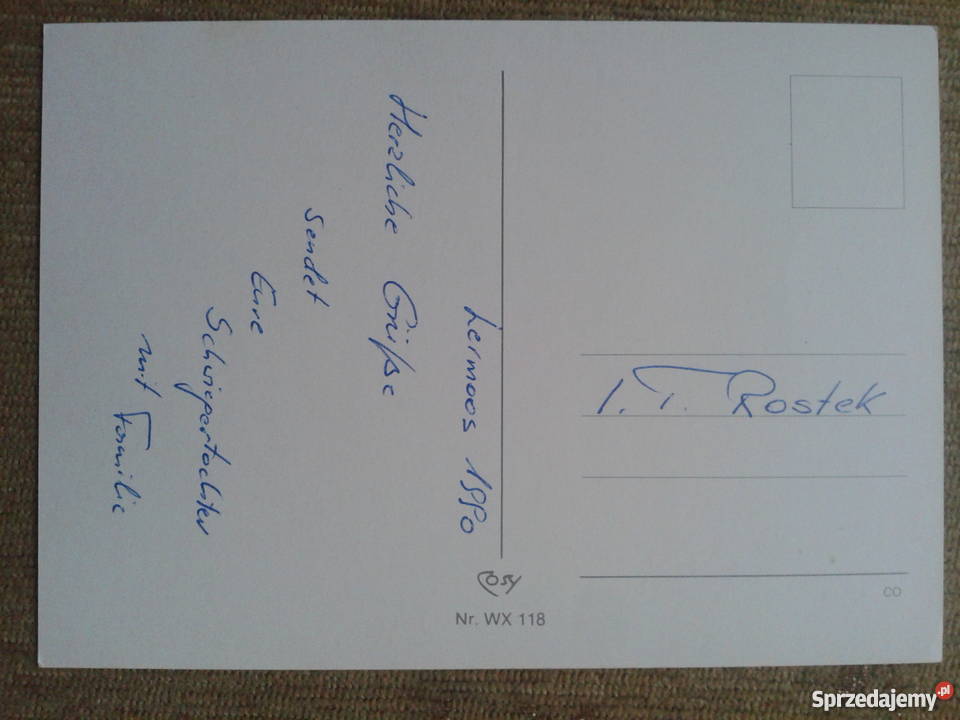 Lermoos 1990
Herzliche Grüße
sendet
Eure
Schwiegertochter
mit Familie
I. T. Rostek
COSY
Nr. WX 118
CO
Sprzedajemy.pl